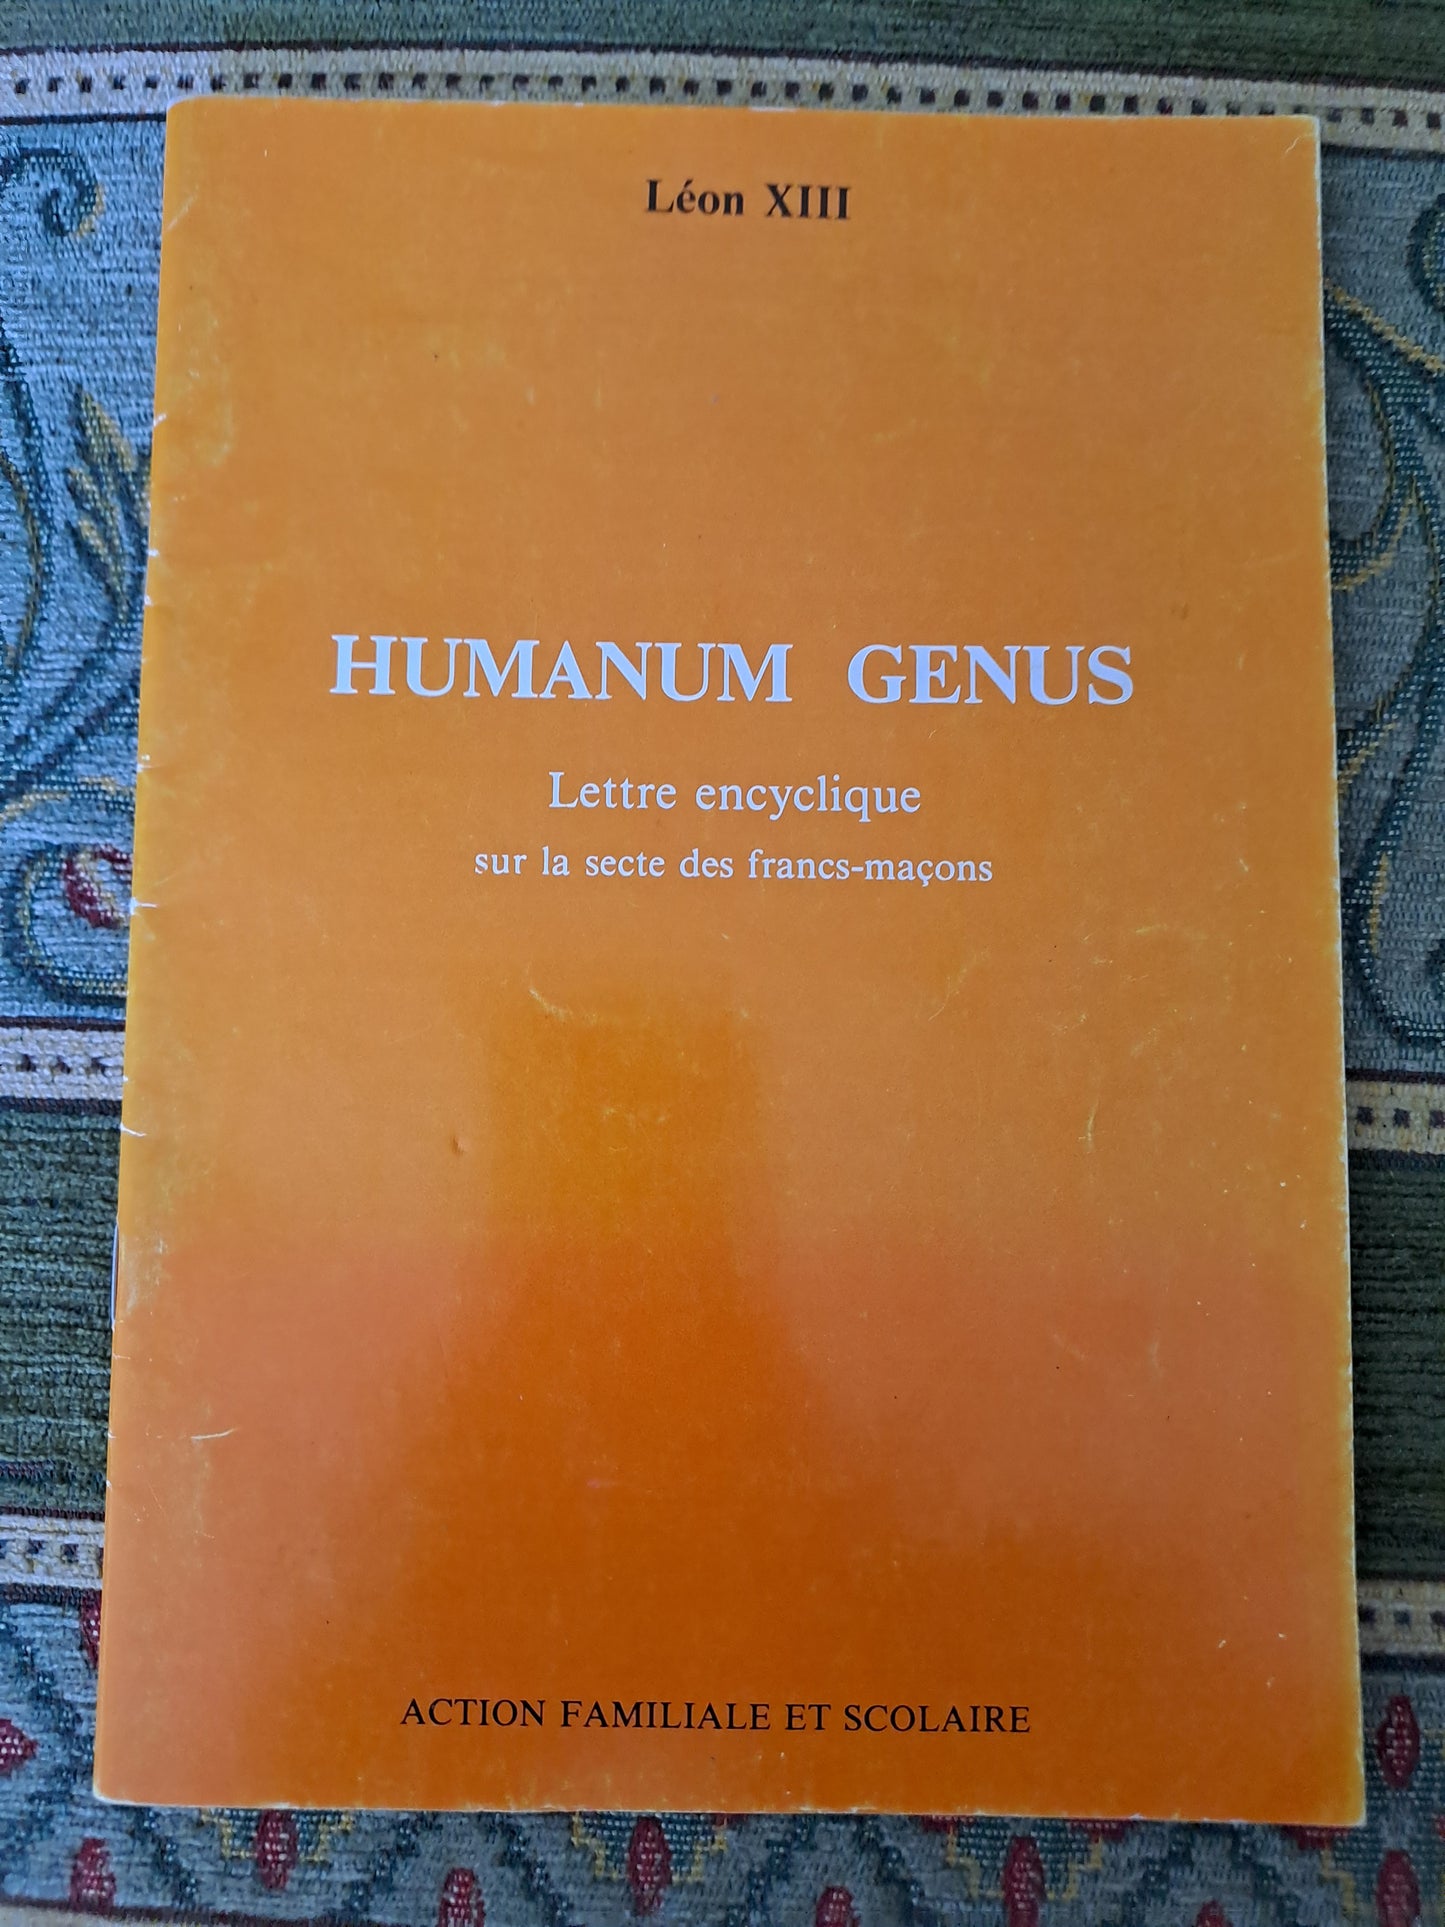 Léon XIII
HUMANUM GENUS
Lettre encyclique
sur la secte des francs-maçons
ACTION FAMILIALE ET SCOLAIRE